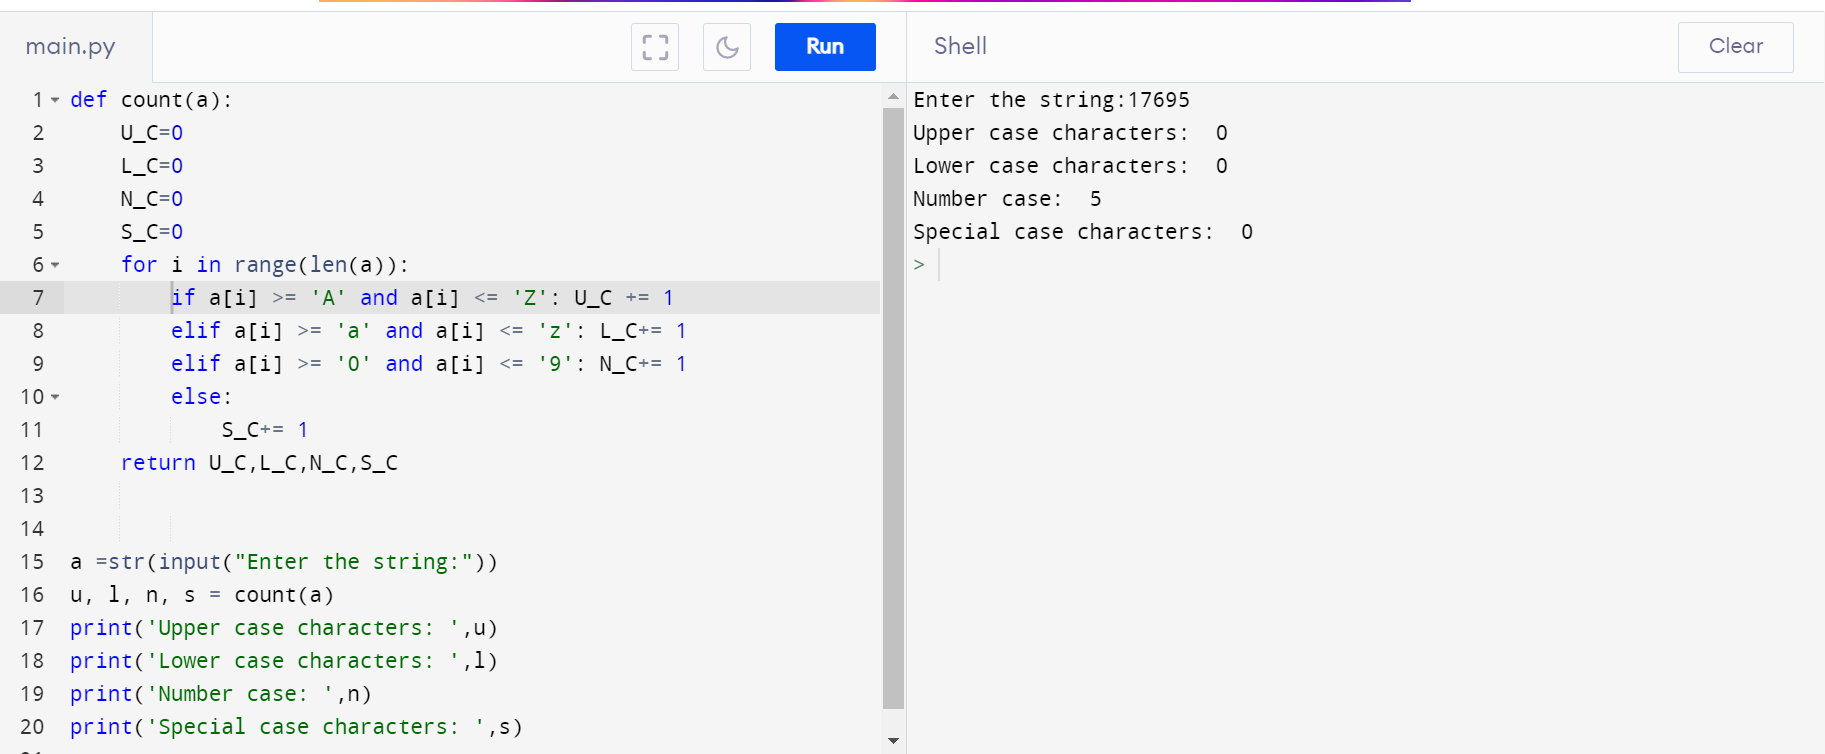 main.py
Run
1 def count(a):
2     U_C=0
3     L_C=0
4     N_C=0
5     S_C=0
6     for i in range(len(a)):
7         if a[i] >= 'A' and a[i] <= 'Z': U_C += 1
8         elif a[i] >= 'a' and a[i] <= 'z': L_C+= 1
9         elif a[i] >= '0' and a[i] <= '9': N_C+= 1
10         else:
11             S_C+= 1
12     return U_C,L_C,N_C,S_C
13
14
15 a =str(input("Enter the string:"))
16 u, l, n, s = count(a)
17 print('Upper case characters: ',u)
18 print('Lower case characters: ',l)
19 print('Number case: ',n)
20 print('Special case characters: ',s)
Shell
Clear
Enter the string:17695
Upper case characters:  0
Lower case characters:  0
Number case:  5
Special case characters:  0
>